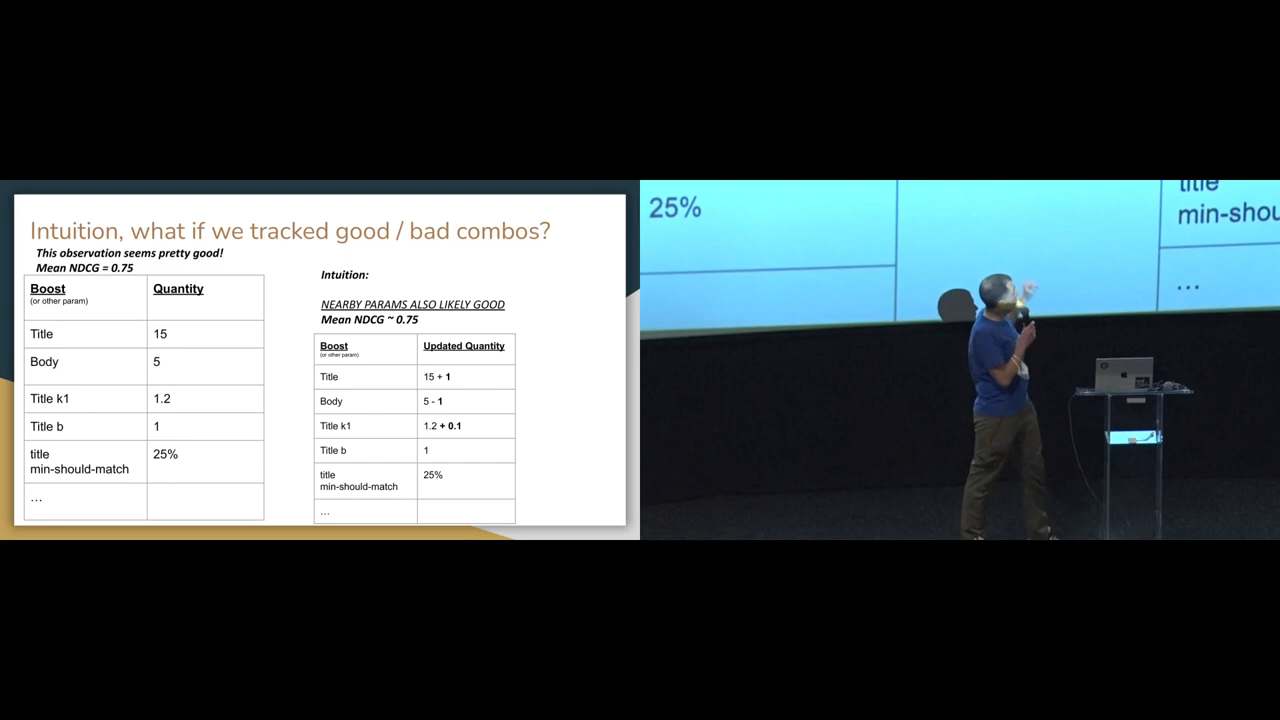 Intuition, what if we tracked good / bad combos?
This observation seems pretty good!
Mean NDCG = 0.75
Boost Quantity
(or other param)
Title 15
Body 5
Title k1 1.2
Title b 1
title 25%
min-should-match
…
Intuition:
NEARBY PARAMS ALSO LIKELY GOOD
Mean NDCG ~ 0.75
Boost Updated Quantity
(or other param)
Title 15 + 1
Body 5 - 1
Title k1 1.2 + 0.1
Title b 1
title 25%
min-should-match
…
25%
title
min-shou
...